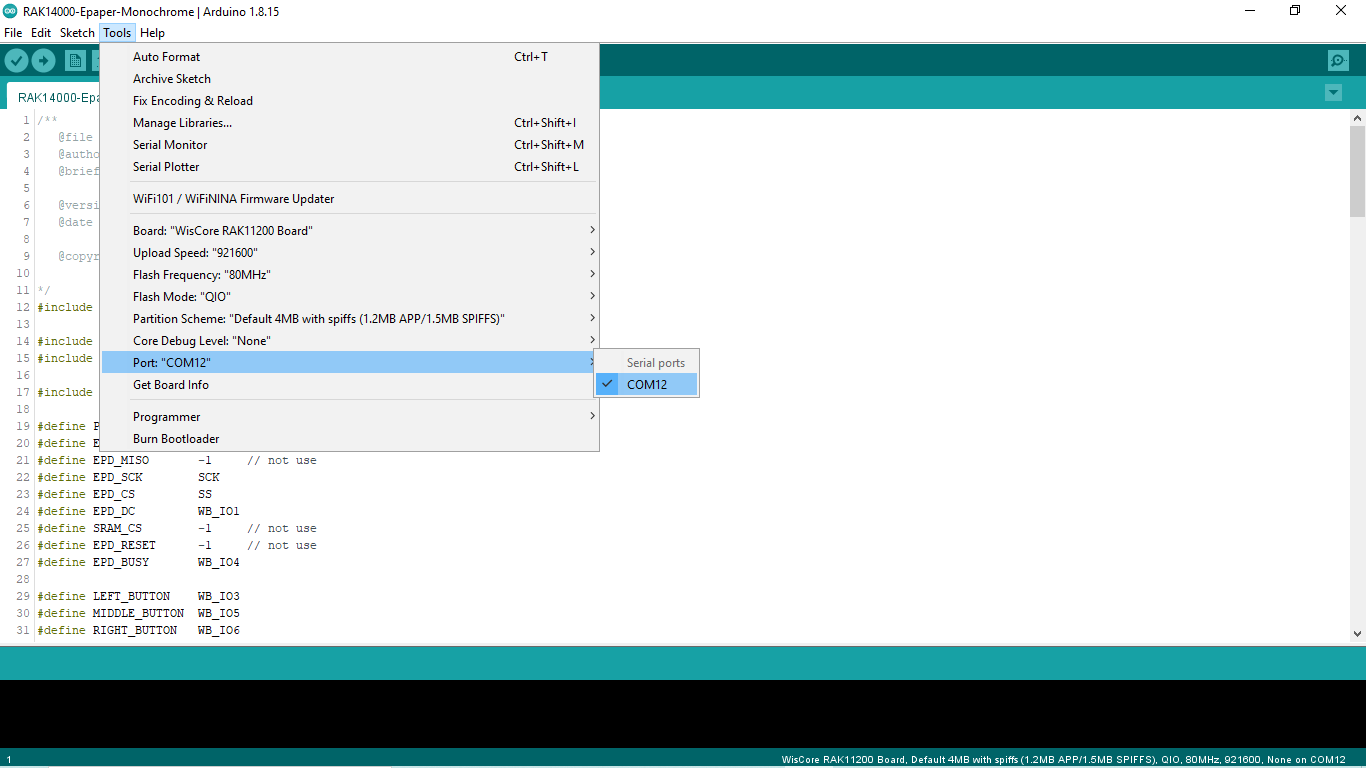 RAK14000-Epaper-Monochrome | Arduino 1.8.15
File Edit Sketch Tools Help
Auto Format Ctrl+T
Archive Sketch
Fix Encoding & Reload
Manage Libraries... Ctrl+Shift+I
Serial Monitor Ctrl+Shift+M
Serial Plotter Ctrl+Shift+L
WiFi101 / WiFiNINA Firmware Updater
Board: "WisCore RAK11200 Board"
Upload Speed: "921600"
Flash Frequency: "80MHz"
Flash Mode: "QIO"
Partition Scheme: "Default 4MB with spiffs (1.2MB APP/1.5MB SPIFFS)"
Core Debug Level: "None"
Port: "COM12"
Get Board Info
Programmer
Burn Bootloader
Serial ports
COM12
RAK14000-Epa
1 /**
2 @file
3 @autho
4 @brief
5
6 @versi
7 @date
8
9 @copyr
10
11 */
12 #include
13
14 #include
15 #include
16
17 #include
18
19 #define P
20 #define E
21 #define EPD_MISO -1 // not use
22 #define EPD_SCK SCK
23 #define EPD_CS SS
24 #define EPD_DC WB_IO1
25 #define SRAM_CS -1 // not use
26 #define EPD_RESET -1 // not use
27 #define EPD_BUSY WB_IO4
28
29 #define LEFT_BUTTON WB_IO3
30 #define MIDDLE_BUTTON WB_IO5
31 #define RIGHT_BUTTON WB_IO6
1 WisCore RAK11200 Board, Default 4MB with spiffs (1.2MB APP/1.5MB SPIFFS), QIO, 80MHz, 921600, None on COM12